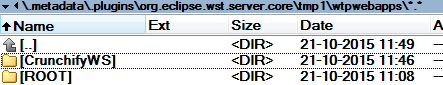 \.metadata\.plugins\org.eclipse.wst.server.core\tmp1\wtpwebapps\*.*
Name Ext Size Date
[..] <DIR> 21-10-2015 11:49
[CrunchifyWS] <DIR> 21-10-2015 11:46
[ROOT] <DIR> 21-10-2015 11:08